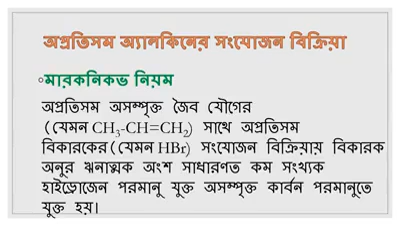 অপ্রতিসম অ্যালকিনের সংযোজন বিক্রিয়া
◦মারকনিকভ নিয়ম
অপ্রতিসম অসম্পৃক্ত জৈব যৌগের
(যেমন CH₃-CH=CH₂) সাথে অপ্রতিসম
বিকারকের(যেমন HBr) সংযোজন বিক্রিয়ায় বিকারক
অনুর ঋনাত্মক অংশ সাধারণত কম সংখ্যক
হাইড্রোজেন পরমানু যুক্ত অসম্পৃক্ত কার্বন পরমানুতে
যুক্ত হয়।